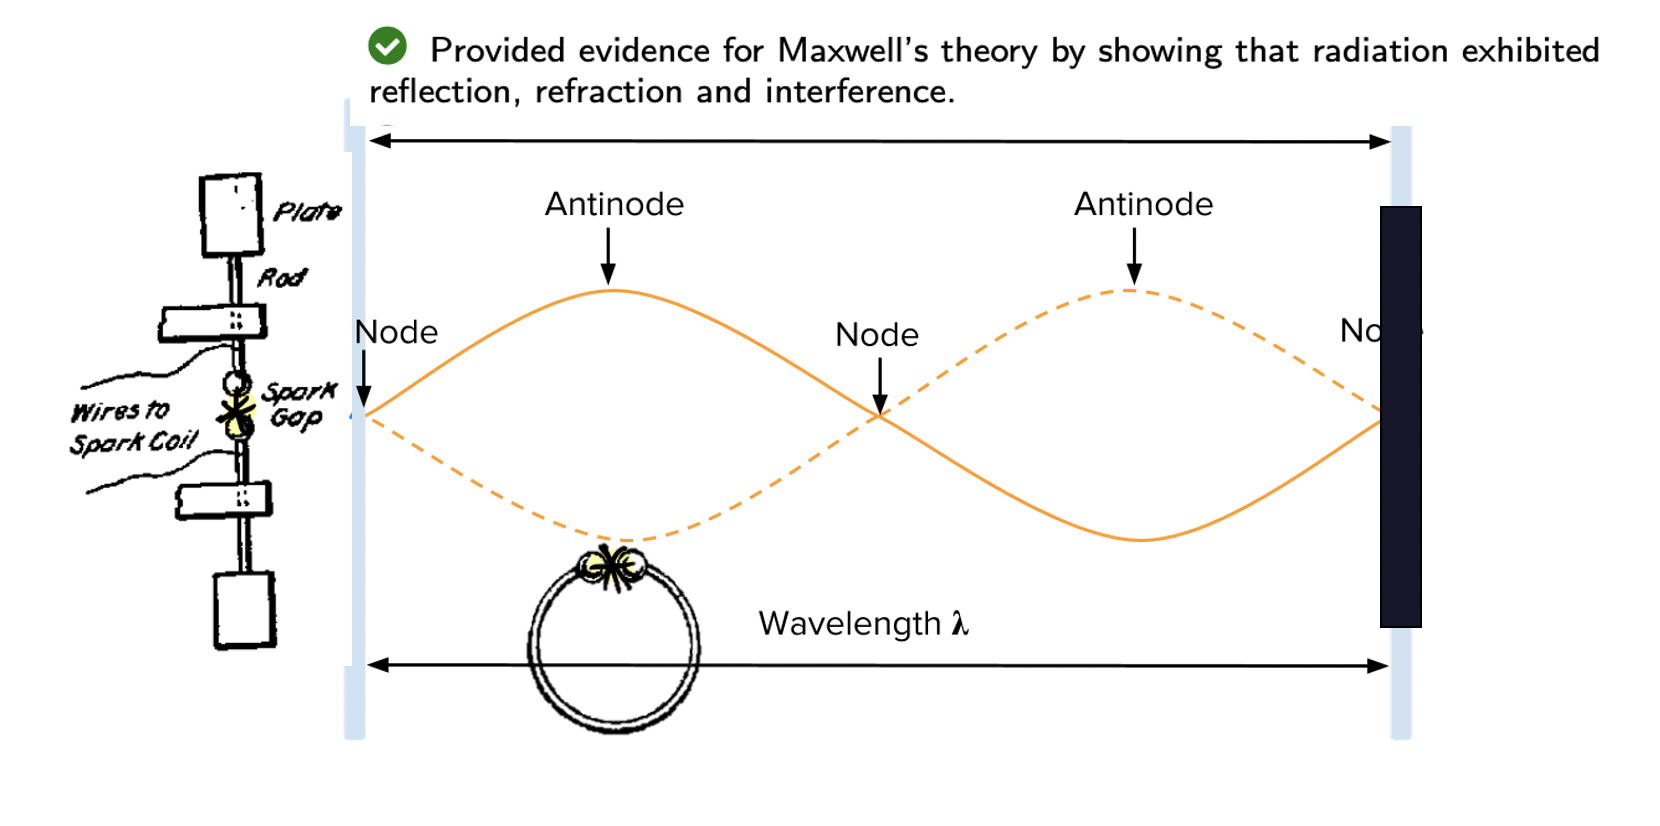 Provided evidence for Maxwell's theory by showing that radiation exhibited
reflection, refraction and interference.
Antinode
Antinode
Plate
Rod
Node
Node
No
Spark
Gap
Wires to
Spark Coil
Wavelength λ